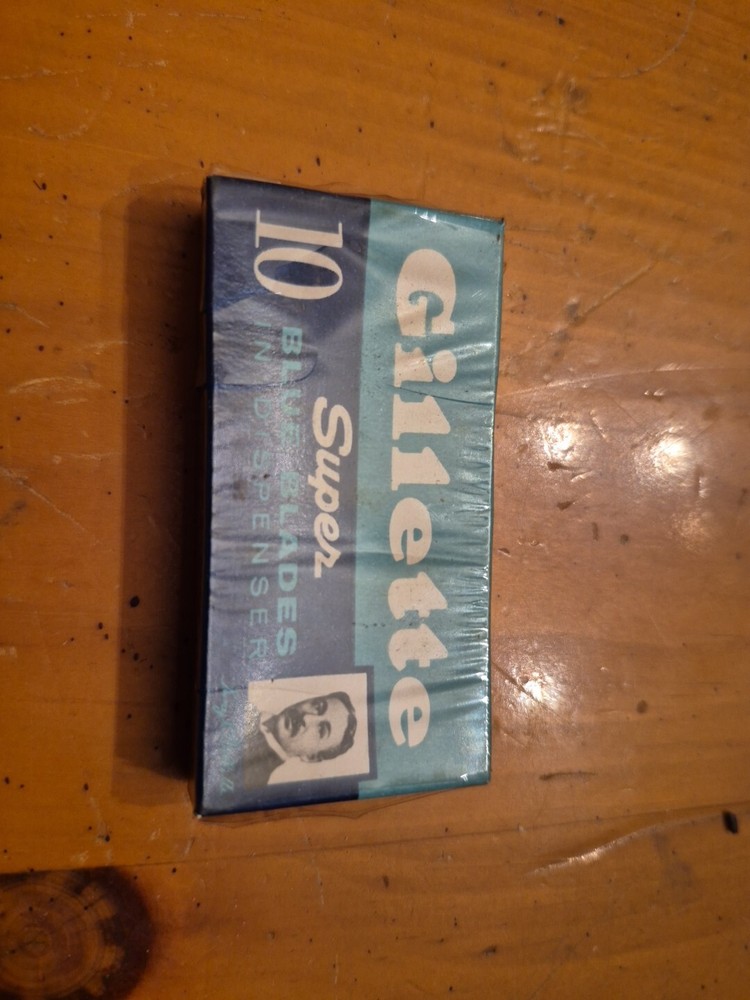 Gillette
10 Super
BLUE BLADES
IN DISPENSER